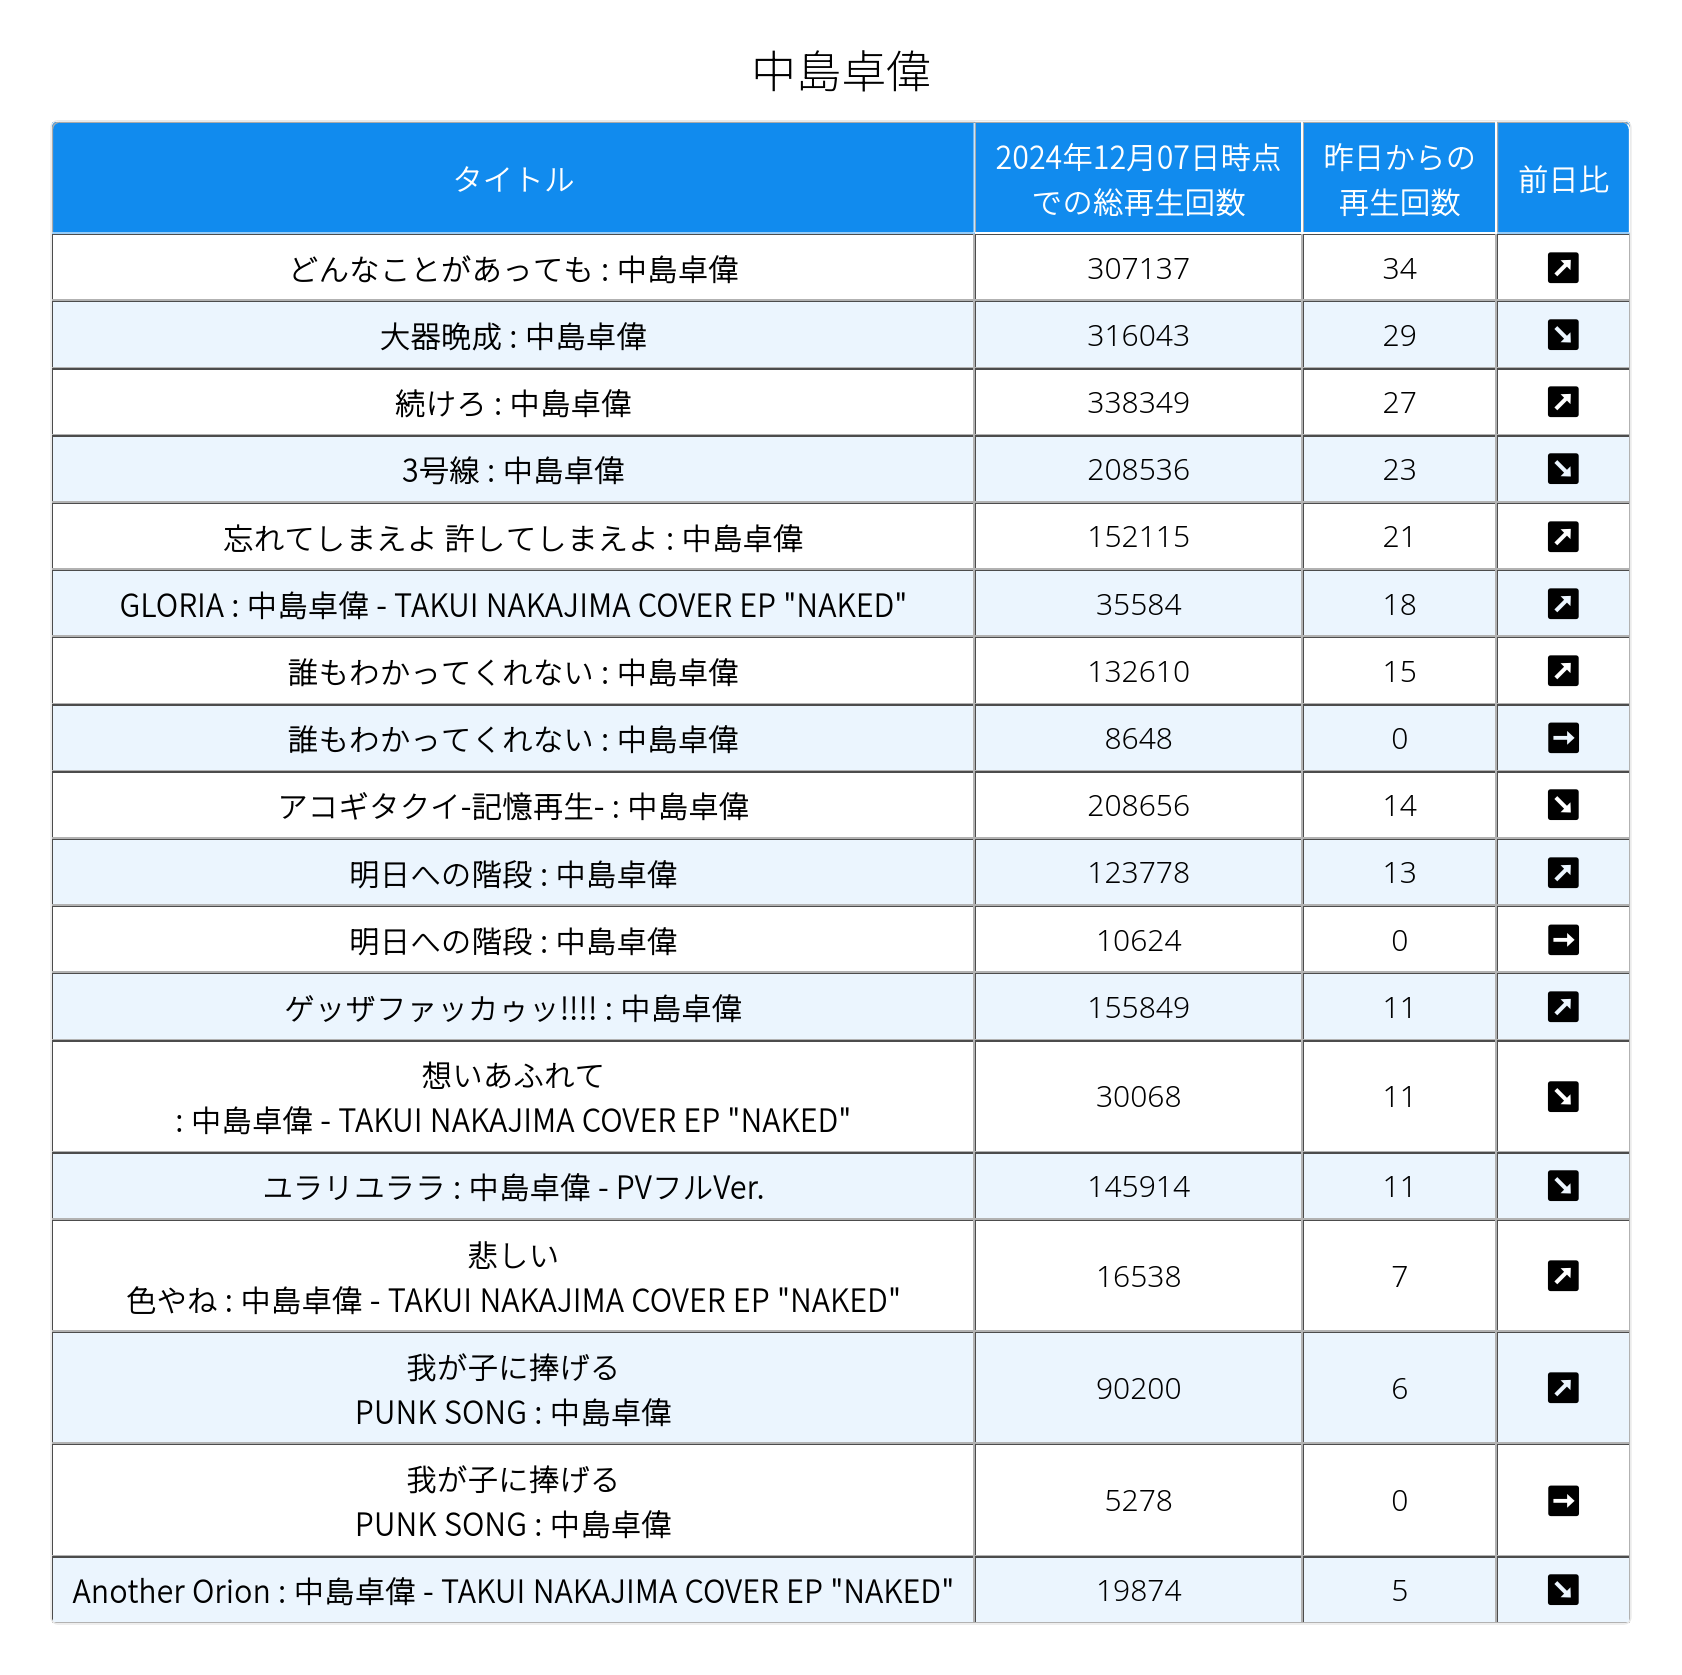 中島卓偉
タイトル
2024年12月07日時点
での総再生回数
昨日からの
再生回数
前日比
どんなことがあっても : 中島卓偉 307137 34
大器晩成 : 中島卓偉 316043 29
続けろ : 中島卓偉 338349 27
3号線 : 中島卓偉 208536 23
忘れてしまえよ 許してしまえよ : 中島卓偉 152115 21
GLORIA : 中島卓偉 - TAKUI NAKAJIMA COVER EP "NAKED" 35584 18
誰もわかってくれない : 中島卓偉 132610 15
誰もわかってくれない : 中島卓偉 8648 0
アコギタクイ-記憶再生- : 中島卓偉 208656 14
明日への階段 : 中島卓偉 123778 13
明日への階段 : 中島卓偉 10624 0
ゲッザファッカゥッ!!!! : 中島卓偉 155849 11
想いあふれて
: 中島卓偉 - TAKUI NAKAJIMA COVER EP "NAKED" 30068 11
ユラリユララ : 中島卓偉 - PVフルVer. 145914 11
悲しい
色やね : 中島卓偉 - TAKUI NAKAJIMA COVER EP "NAKED" 16538 7
我が子に捧げる
PUNK SONG : 中島卓偉 90200 6
我が子に捧げる
PUNK SONG : 中島卓偉 5278 0
Another Orion : 中島卓偉 - TAKUI NAKAJIMA COVER EP "NAKED" 19874 5